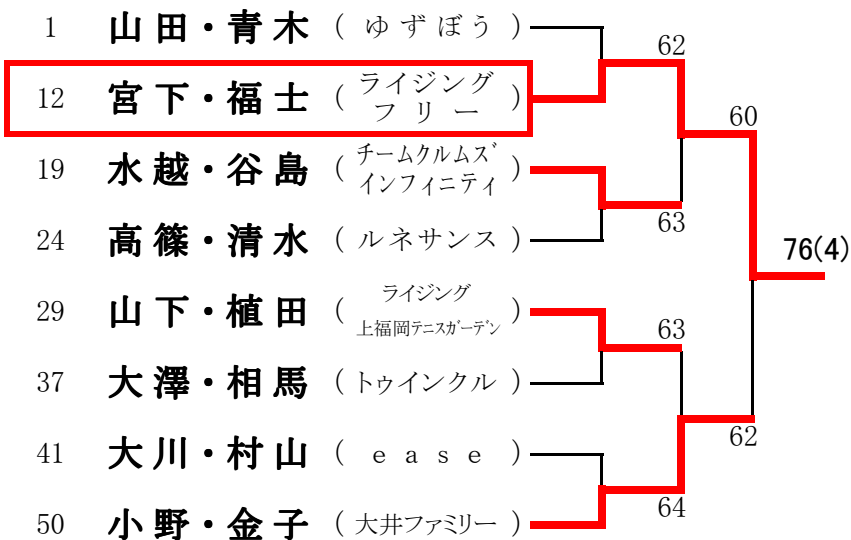 1 山田・青木 （ゆずぼう）
62
12 宮下・福士 （ライジング
フリー）
60
19 水越・谷島 （チームクルムズ
インフィニティ）
63
24 高篠・清水 （ルネサンス）
76(4)
29 山下・植田 （ライジング
上福岡テニスガーデン）
63
37 大澤・相馬 （トゥインクル）
62
41 大川・村山 （ease）
64
50 小野・金子 （大井ファミリー）